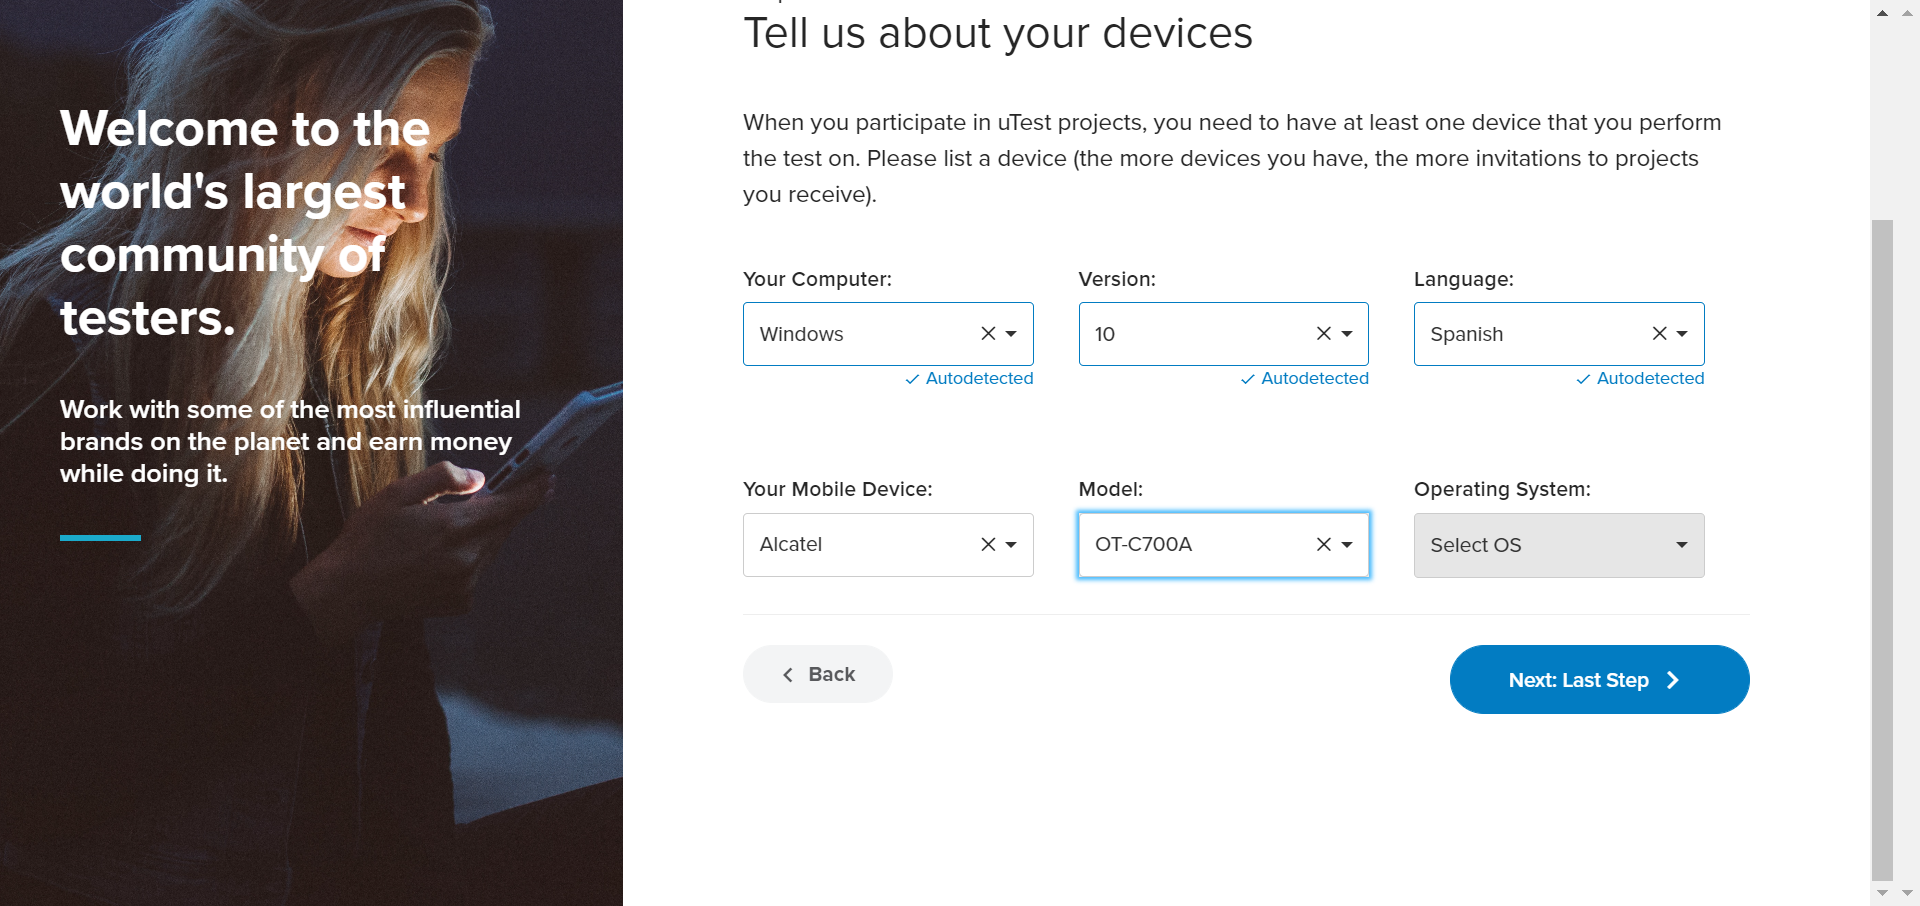 Welcome to the
world's largest
community of
testers.
Work with some of the most influential
brands on the planet and earn money
while doing it.
Tell us about your devices
When you participate in uTest projects, you need to have at least one device that you perform
the test on. Please list a device (the more devices you have, the more invitations to projects
you receive).
Your Computer:
Version:
Language:
Windows
10
Spanish
Autodetected
Autodetected
Autodetected
Your Mobile Device:
Model:
Operating System:
Alcatel
OT-C700A
Select OS
Back
Next: Last Step